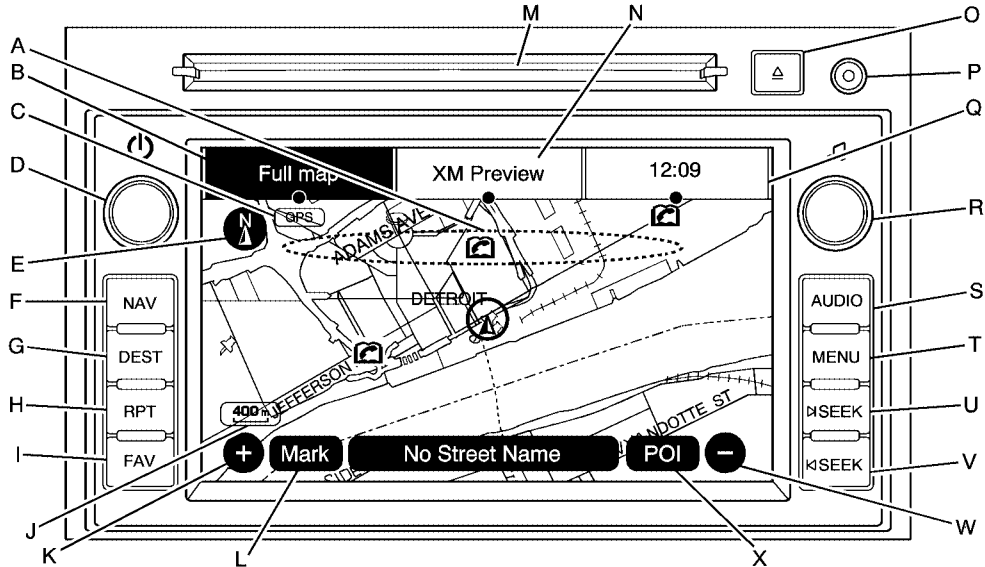 M
N
O
A
B
C
D
E
F
G
H
I
J
K
L
P
Q
R
S
T
U
V
W
X
Full map
XM Preview
12:09
N
GPS
ADAMS AVE
DETROIT
JEFFERSON
400 m
NAV
DEST
RPT
FAV
AUDIO
MENU
SEEK
SEEK
SIDE
WYANDOTTE ST
+
Mark
No Street Name
POI
−